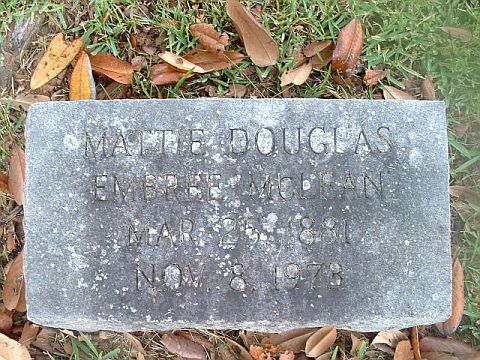 MATTIE DOUGLAS
EMBREE MCLEAN
MAR. 25, 1881
NOV. 8, 1973